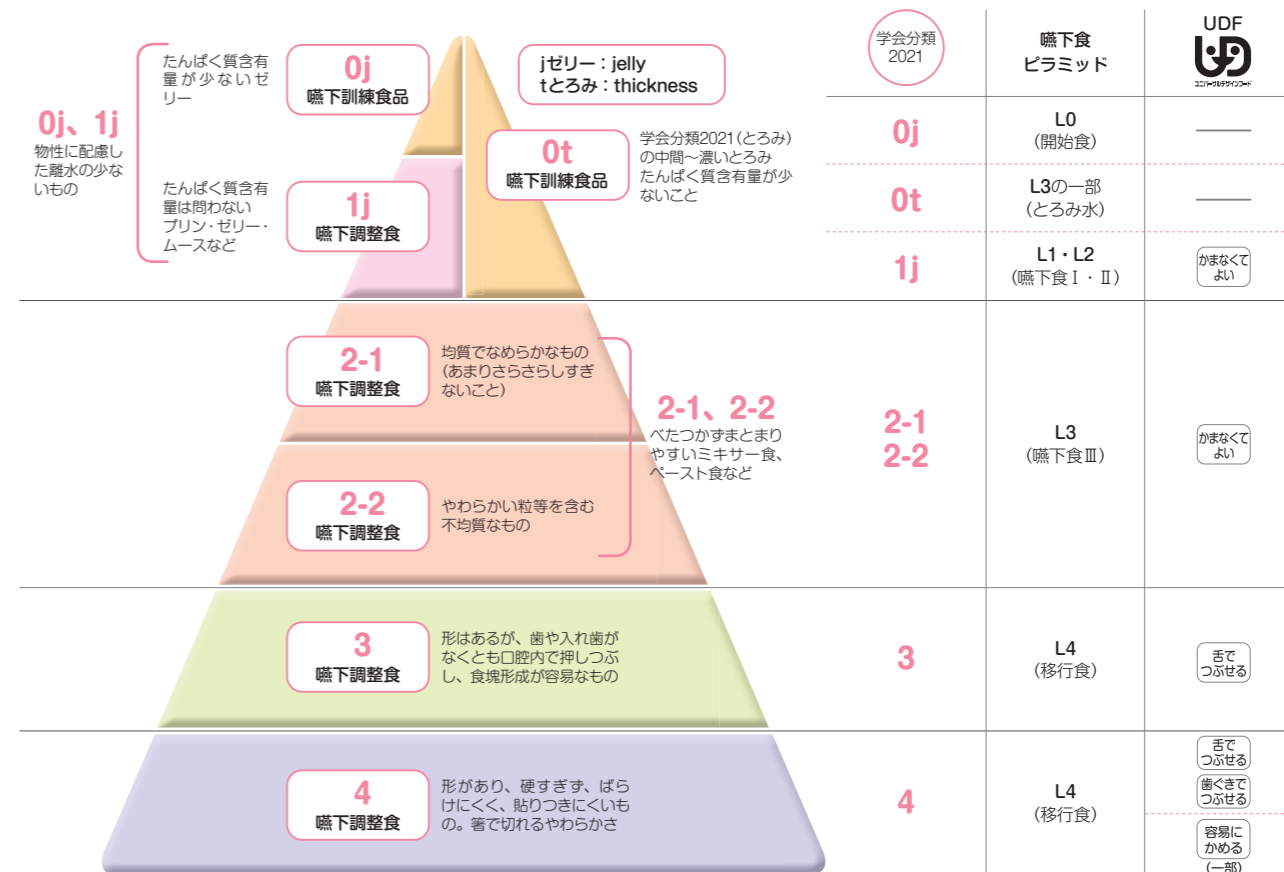 0j、1j
物性に配慮し
た離水の少な
いもの
たんぱく質含有
量が少ないゼ
リー
0j
嚥下訓練食品
たんぱく質含有
量は問わない
プリン・ゼリー・
ムースなど
1j
嚥下調整食
jゼリー：jelly
tとろみ：thickness
0t
嚥下訓練食品
学会分類2021(とろみ)
の中間〜濃いとろみ
たんぱく質含有量が少
ないこと
2-1
嚥下調整食
均質でなめらかなもの
(あまりさらさらしすぎ
ないこと)
2-2
嚥下調整食
やわらかい粒等を含む
不均質なもの
2-1、2-2
べたつかずまとまり
やすいミキサー食、
ペースト食など
3
嚥下調整食
形はあるが、歯や入れ歯が
なくとも口腔内で押しつぶ
し、食塊形成が容易なもの
4
嚥下調整食
形があり、硬すぎず、ばら
けにくく、貼りつきにくいも
の。箸で切れるやわらかさ
学会分類
2021
嚥下食
ピラミッド
UDF
ユニバーサルデザインフード
0j
L0
(開始食)
0t
L3の一部
(とろみ水)
1j
L1・L2
(嚥下食Ⅰ・Ⅱ)
かまなくて
よい
2-1
2-2
L3
(嚥下食Ⅲ)
かまなくて
よい
3
L4
(移行食)
舌で
つぶせる
4
L4
(移行食)
舌で
つぶせる
歯ぐきで
つぶせる
容易に
かめる
(一部)